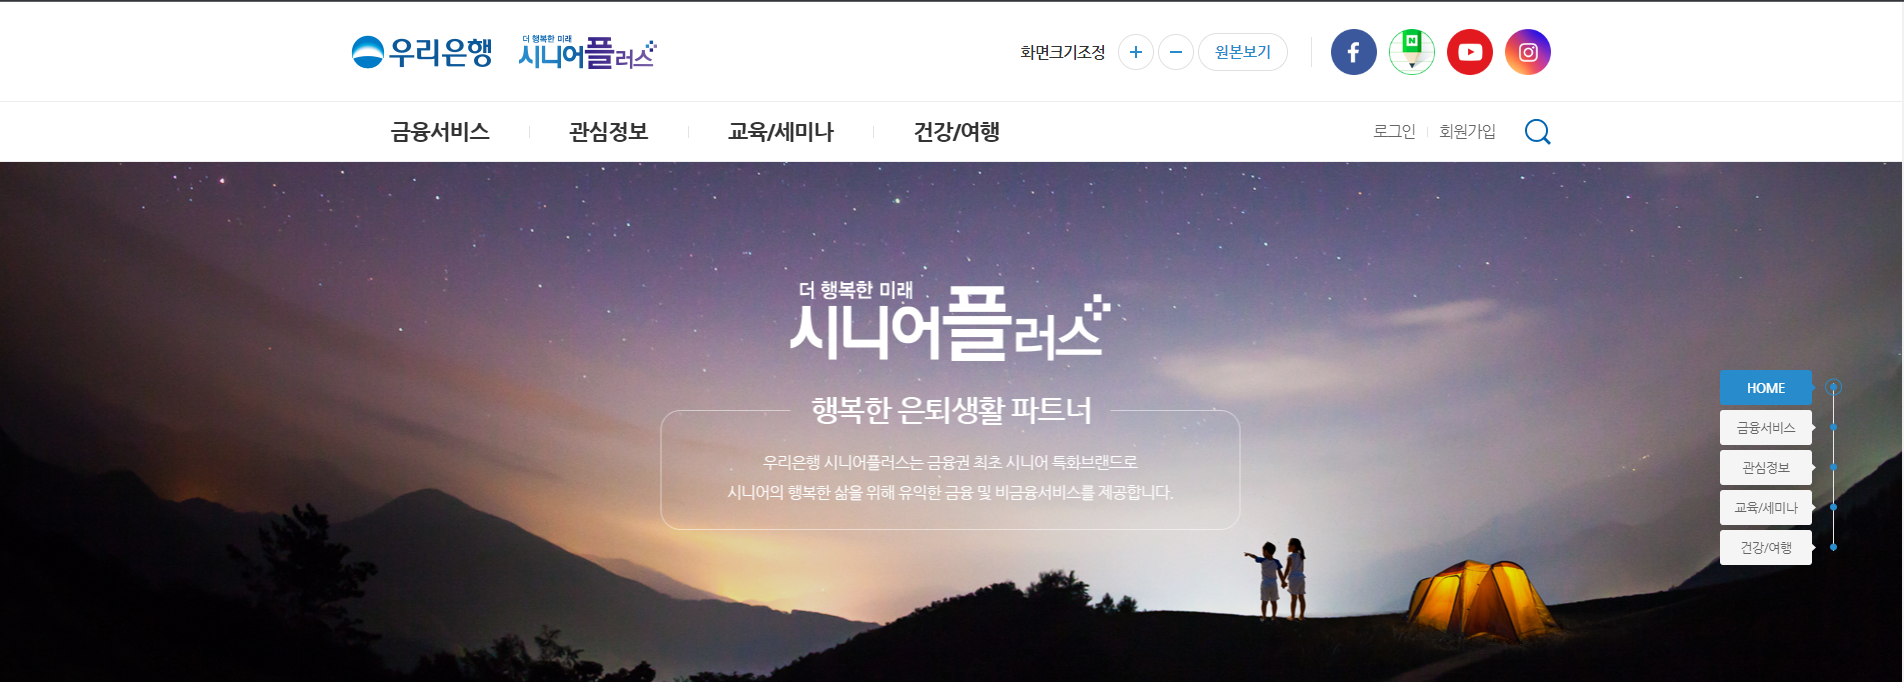 우리은행
더 행복한 미래
시니어플러스
화면크기조정
+
−
원본보기
f
N
금융서비스
관심정보
교육/세미나
건강/여행
로그인
회원가입
더 행복한 미래
시니어플러스
행복한 은퇴생활 파트너
우리은행 시니어플러스는 금융권 최초 시니어 특화브랜드로
시니어의 행복한 삶을 위해 유익한 금융 및 비금융서비스를 제공합니다.
HOME
금융서비스
관심정보
교육/세미나
건강/여행